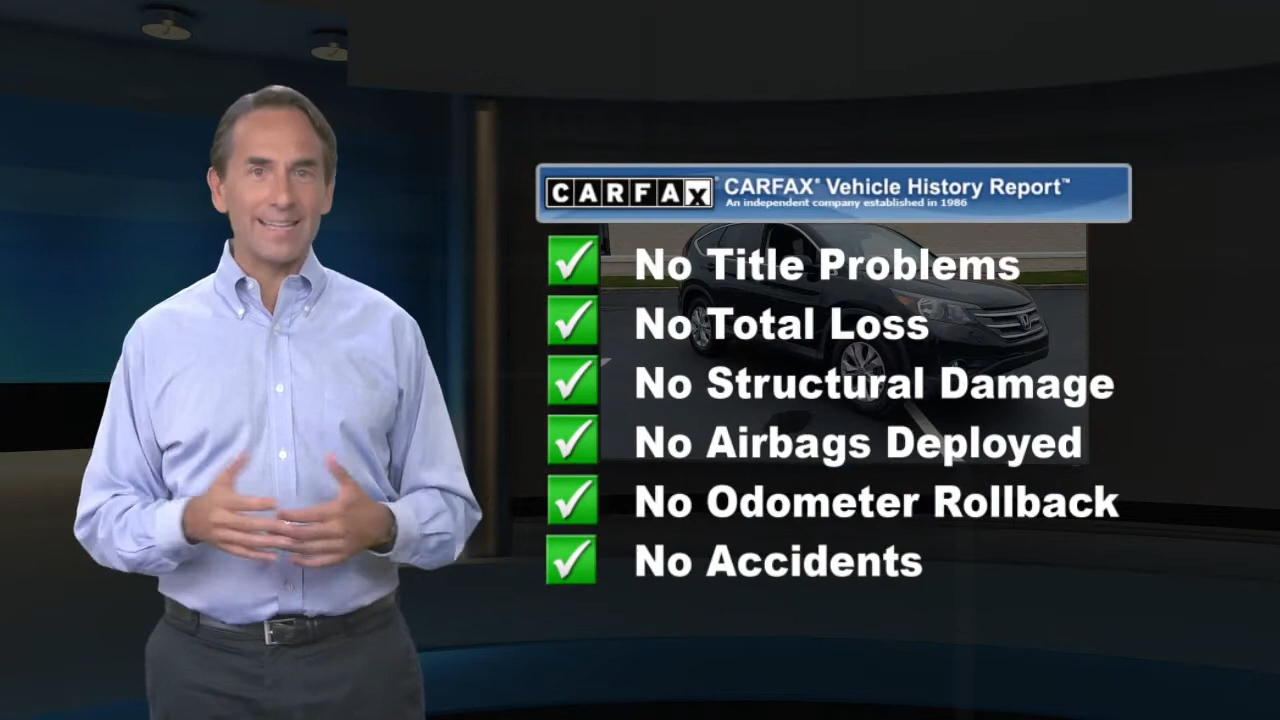 CARFAX® CARFAX® Vehicle History Report™
An independent company established in 1986
No Title Problems
No Total Loss
No Structural Damage
No Airbags Deployed
No Odometer Rollback
No Accidents